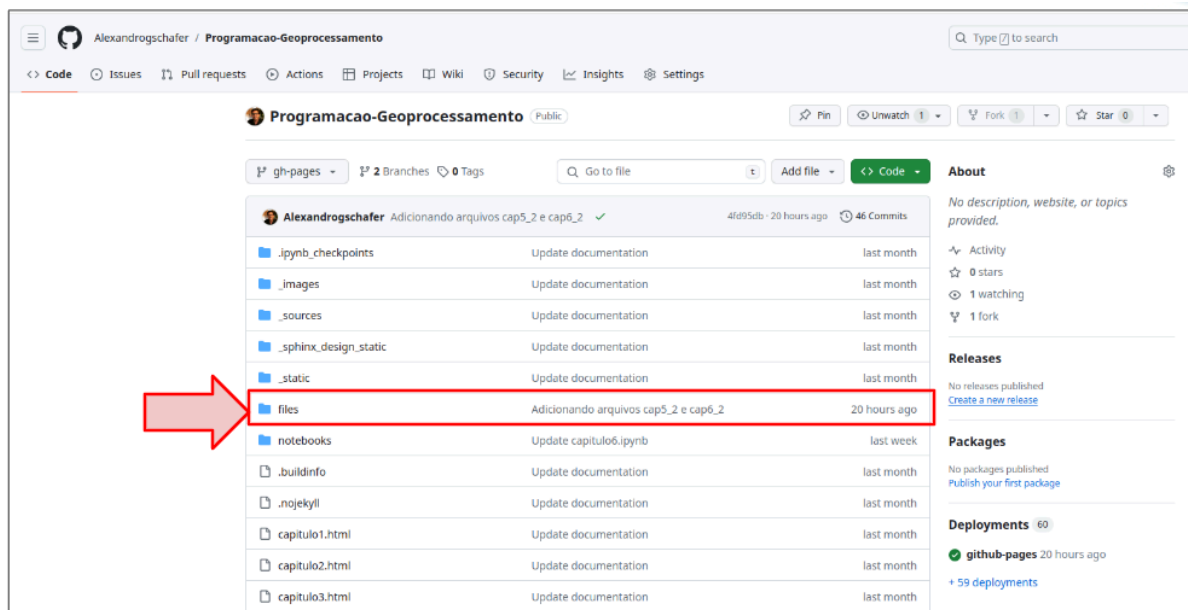 Alexandrogschafer / Programacao-Geoprocessamento
Type / to search
Code Issues Pull requests Actions Projects Wiki Security Insights Settings
Programacao-Geoprocessamento Public
Pin Unwatch 1 Fork 1 Star 0
gh-pages 2 Branches 0 Tags Go to file t Add file <> Code
Alexandrogschafer Adicionando arquivos cap5_2 e cap6_2 4fd95db · 20 hours ago 46 Commits
.ipynb_checkpoints Update documentation last month
_images Update documentation last month
_sources Update documentation last month
_sphinx_design_static Update documentation last month
_static Update documentation last month
files Adicionando arquivos cap5_2 e cap6_2 20 hours ago
notebooks Update capitulo6.ipynb last week
.buildinfo Update documentation last month
.nojekyll Update documentation last month
capitulo1.html Update documentation last month
capitulo2.html Update documentation last month
capitulo3.html Update documentation last month
About
No description, website, or topics
provided.
Activity
0 stars
1 watching
1 fork
Releases
No releases published
Create a new release
Packages
No packages published
Publish your first package
Deployments 60
github-pages 20 hours ago
+ 59 deployments